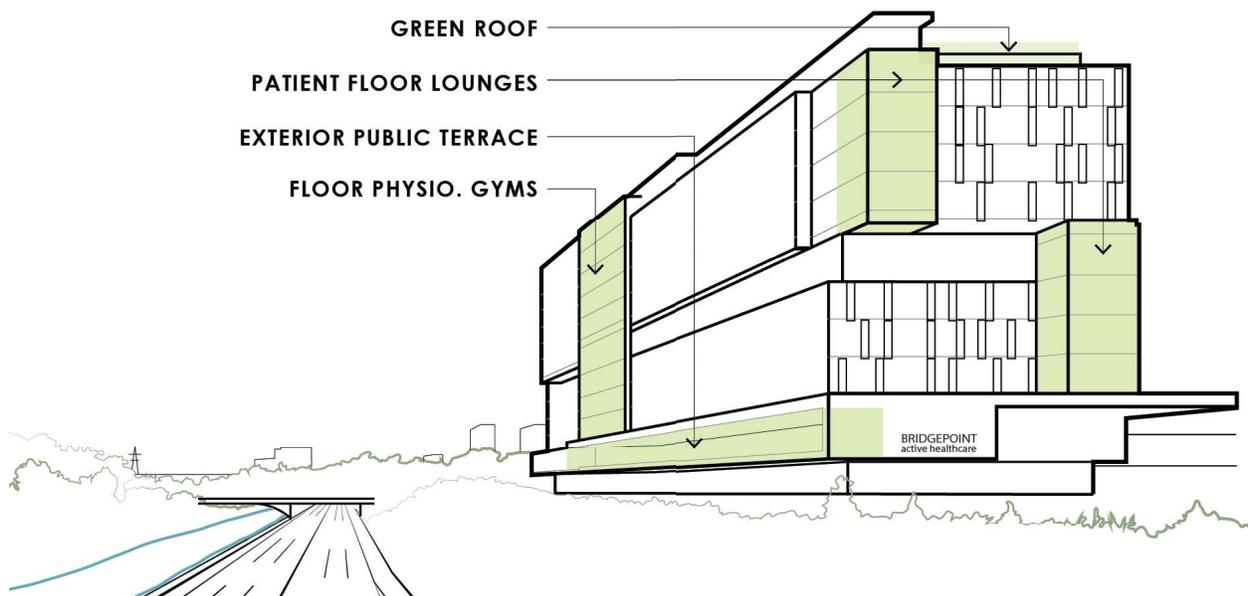 GREEN ROOF
PATIENT FLOOR LOUNGES
EXTERIOR PUBLIC TERRACE
FLOOR PHYSIO. GYMS
BRIDGEPOINT
active healthcare